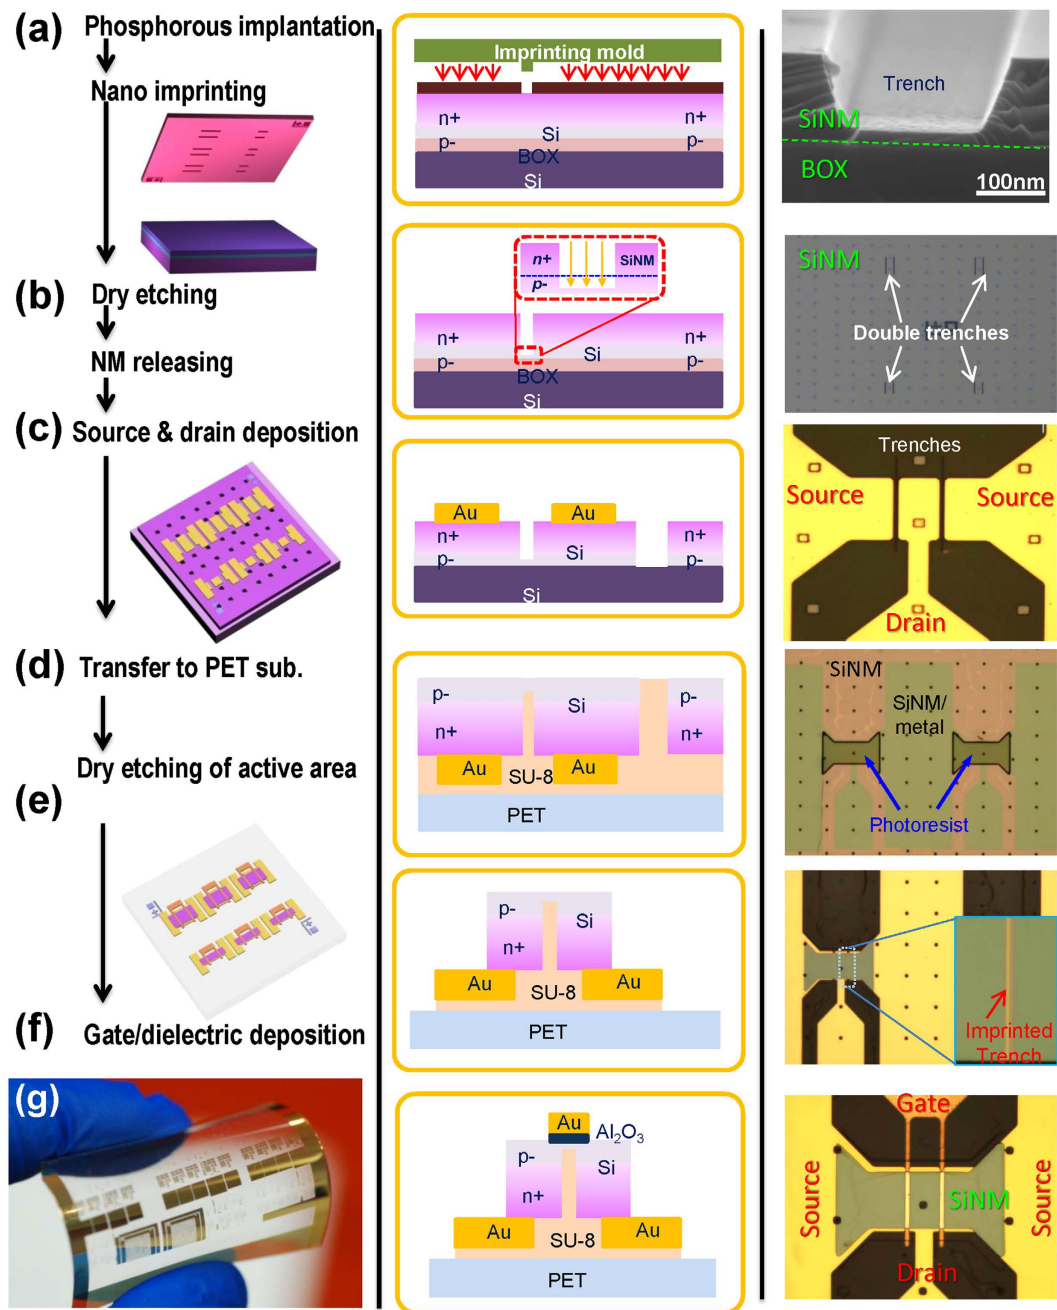 (a) Phosphorous implantation
Nano imprinting
Imprinting mold
n+
Si
n+
p-
p-
BOX
Si
Trench
SiNM
BOX
100nm
(b) Dry etching
NM releasing
n+
SiNM
p-
n+
Si
n+
p-
p-
BOX
Si
SiNM
Double trenches
(c) Source & drain deposition
Au
Au
n+
n+
Si
p-
p-
Si
Trenches
Source
Source
Drain
(d) Transfer to PET sub.
Dry etching of active area
p-
Si
p-
n+
n+
Au
SU-8
Au
PET
SiNM
SiNM/
metal
Photoresist
(e)
p-
Si
n+
Au
SU-8
Au
PET
Imprinted
Trench
(f) Gate/dielectric deposition
(g)
Au
Al₂O₃
p-
Si
n+
Au
SU-8
Au
PET
Gate
Source
SiNM
Source
Drain